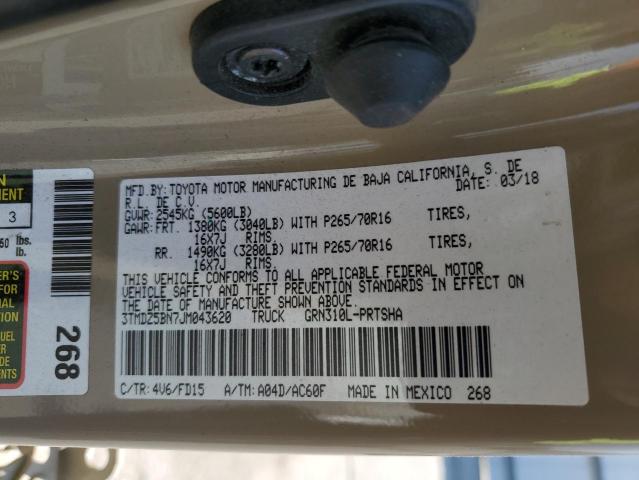 MFD.BY: TOYOTA MOTOR MANUFACTURING DE BAJA CALIFORNIA, S. DE
R.L. DE C.V. DATE: 03/18
GVWR: 2545KG (5600LB)
GAWR: FRT. 1380KG (3040LB) WITH P265/70R16 TIRES,
16X7J RIMS
RR. 1490KG (3280LB) WITH P265/70R16 TIRES,
16X7J RIMS
THIS VEHICLE CONFORMS TO ALL APPLICABLE FEDERAL MOTOR
VEHICLE SAFETY AND THEFT PREVENTION STANDARDS IN EFFECT ON
THE DATE OF MANUFACTURE SHOWN ABOVE.
3TMDZ5BN7JM043620 TRUCK GRN310L-PRTSHA
C/TR: 4V6/FD15 A/TM: A04D/AC60F MADE IN MEXICO 268
3
lbs.
lb.
268